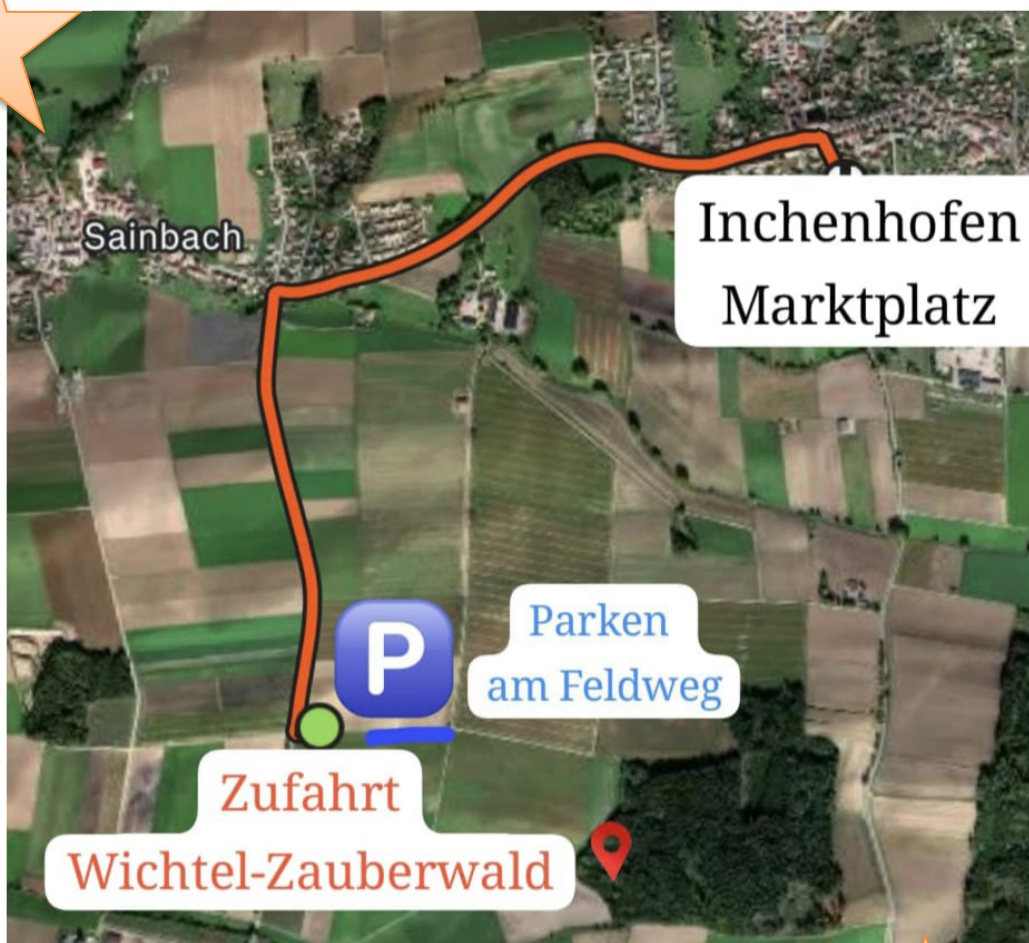 Sainbach
Inchenhofen
Marktplatz
P
Parken
am Feldweg
Zufahrt
Wichtel-Zauberwald